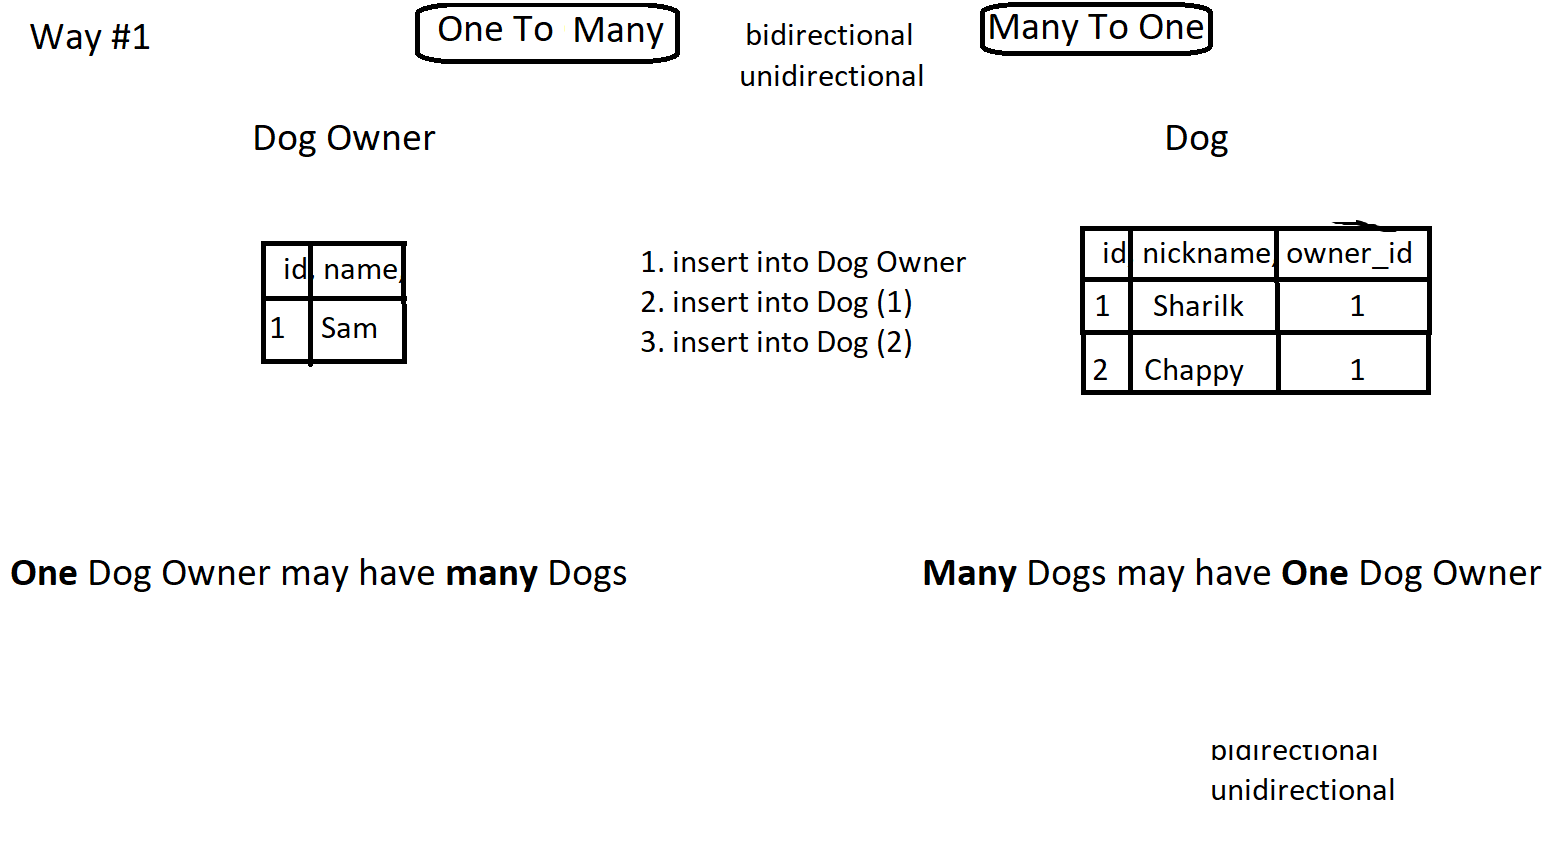 Way #1
One To Many
bidirectional
unidirectional
Many To One
Dog Owner
Dog
id, name,
1 Sam
1. insert into Dog Owner
2. insert into Dog (1)
3. insert into Dog (2)
id nickname, owner_id
1 Sharilk 1
2 Chappy 1
One Dog Owner may have many Dogs
Many Dogs may have One Dog Owner
bidirectional
unidirectional